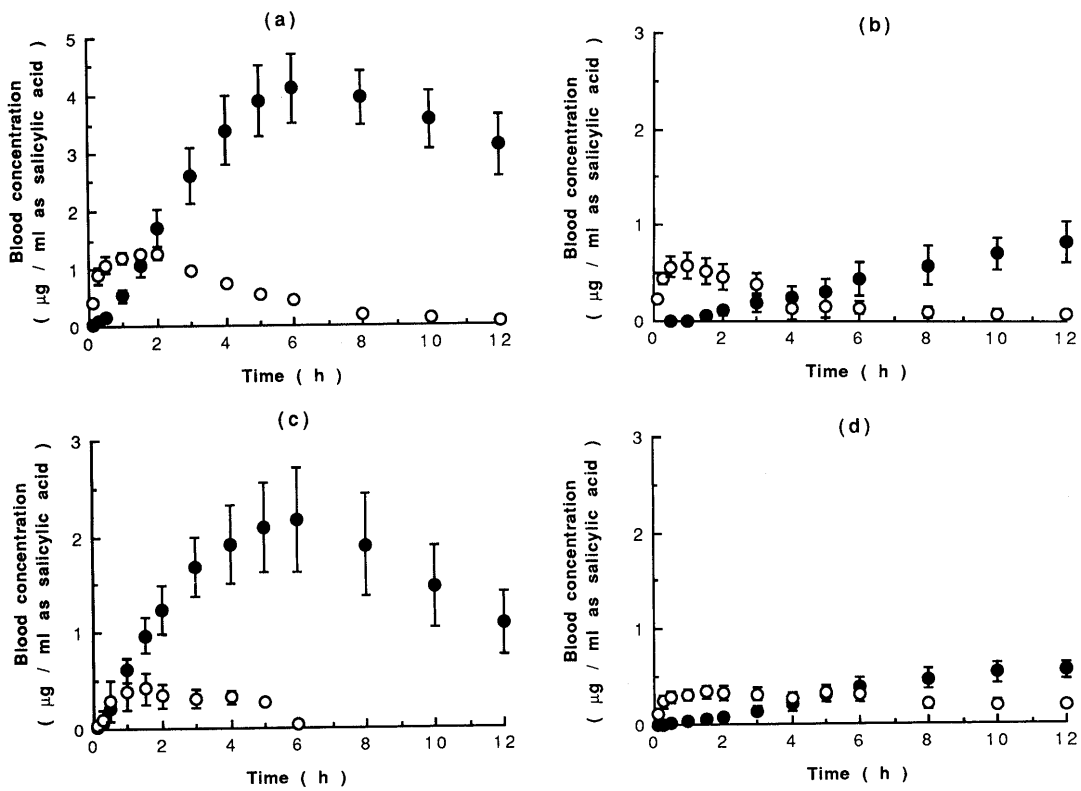 (a)
Blood concentration
( μg / ml as salicylic acid )
5
4
3
2
1
0
0 2 4 6 8 10 12
Time ( h )
(b)
Blood concentration
( μg / ml as salicylic acid )
3
2
1
0
0 2 4 6 8 10 12
Time ( h )
(c)
Blood concentration
( μg / ml as salicylic acid )
3
2
1
0
0 2 4 6 8 10 12
Time ( h )
(d)
Blood concentration
( μg / ml as salicylic acid )
3
2
1
0
0 2 4 6 8 10 12
Time ( h )